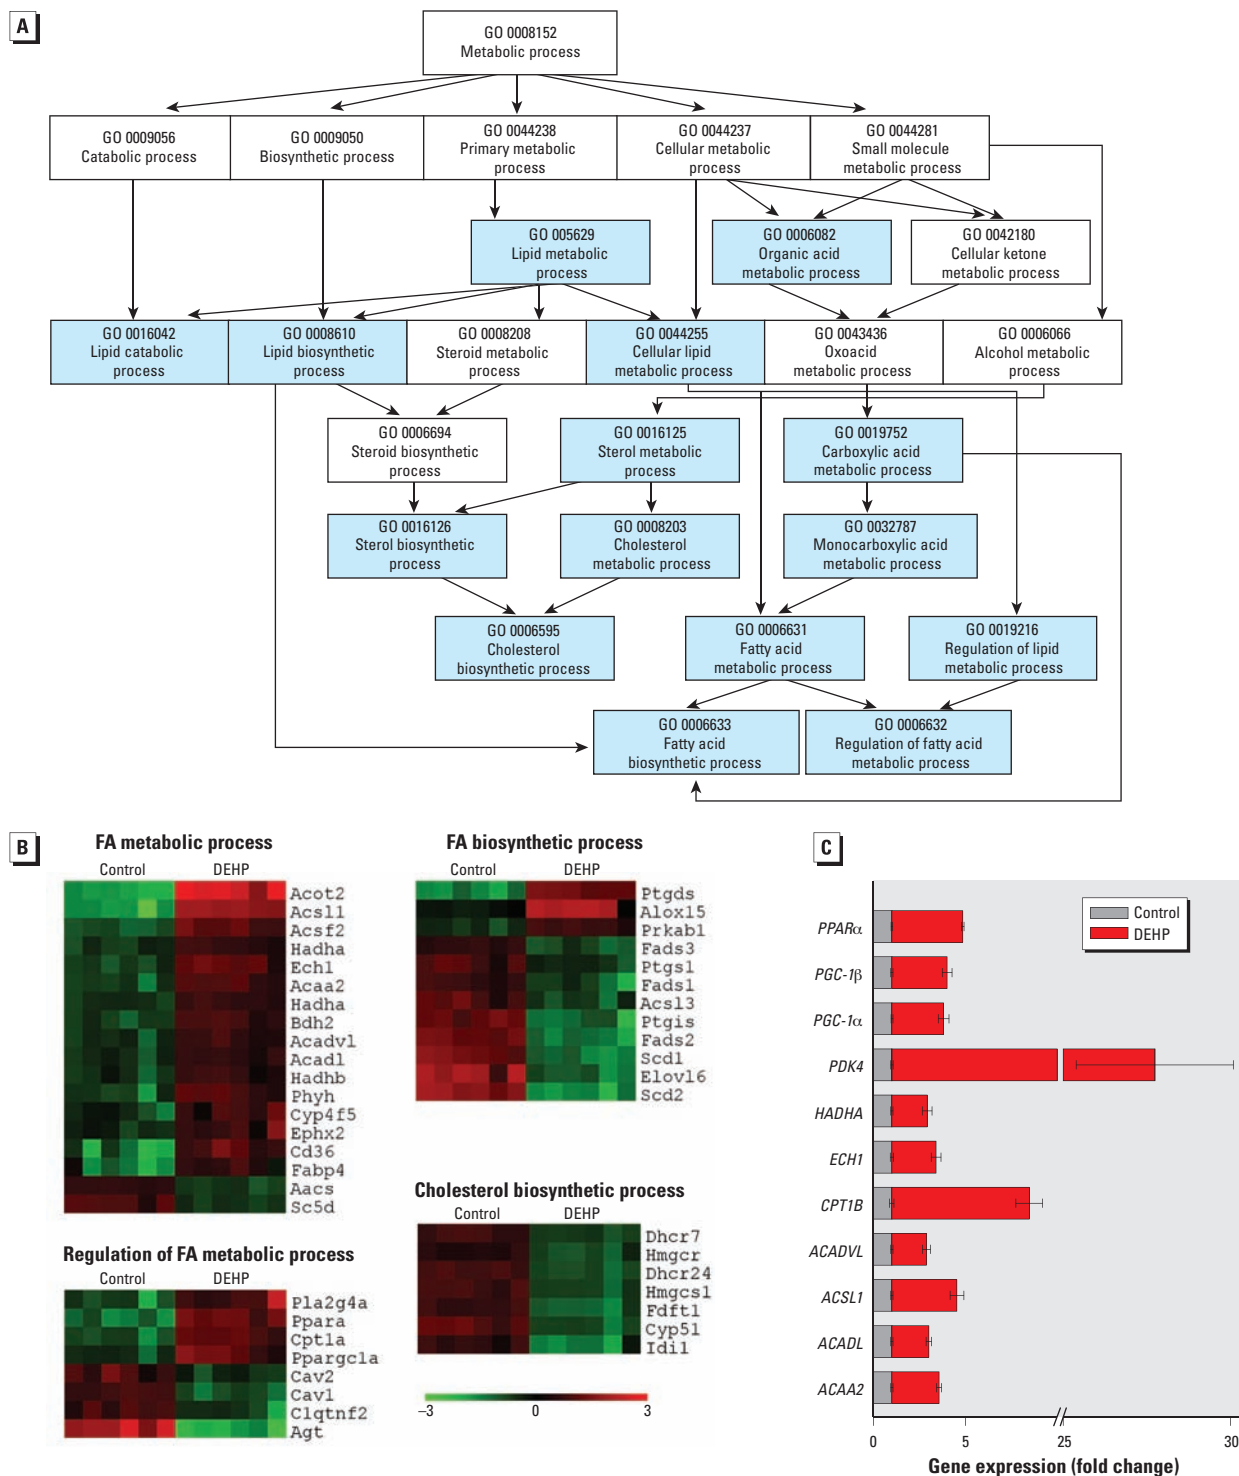 A
GO 0008152
Metabolic process
GO 0009056
Catabolic process
GO 0009050
Biosynthetic process
GO 0044238
Primary metabolic
process
GO 0044237
Cellular metabolic
process
GO 0044281
Small molecule
metabolic process
GO 005629
Lipid metabolic
process
GO 0006082
Organic acid
metabolic process
GO 0042180
Cellular ketone
metabolic process
GO 0016042
Lipid catabolic
process
GO 0008610
Lipid biosynthetic
process
GO 0008208
Steroid metabolic
process
GO 0044255
Cellular lipid
metabolic process
GO 0043436
Oxoacid
metabolic process
GO 0006066
Alcohol metabolic
process
GO 0006694
Steroid biosynthetic
process
GO 0016125
Sterol metabolic
process
GO 0019752
Carboxylic acid
metabolic process
GO 0016126
Sterol biosynthetic
process
GO 0008203
Cholesterol
metabolic process
GO 0032787
Monocarboxylic acid
metabolic process
GO 0006595
Cholesterol
biosynthetic process
GO 0006631
Fatty acid
metabolic process
GO 0019216
Regulation of lipid
metabolic process
GO 0006633
Fatty acid
biosynthetic process
GO 0006632
Regulation of fatty acid
metabolic process
B
FA metabolic process
Control DEHP
Acot2
Acsl1
Acsf2
Hadha
Ech1
Acaa2
Hadha
Bdh2
Acadvl
Acadl
Hadhb
Phyh
Cyp4f5
Ephx2
Cd36
Fabp4
Aacs
Sc5d
Regulation of FA metabolic process
Control DEHP
Pla2g4a
Ppara
Cpt1a
Ppargc1a
Cav2
Cav1
C1qtnf2
Agt
FA biosynthetic process
Control DEHP
Ptgds
Alox15
Prkab1
Fads3
Ptgs1
Fads1
Acsl3
Ptgis
Fads2
Scd1
Elovl6
Scd2
Cholesterol biosynthetic process
Control DEHP
Dhcr7
Hmgcr
Dhcr24
Hmgcs1
Fdft1
Cyp51
Idi1
–3 0 3
C
Control
DEHP
PPARα
PGC-1β
PGC-1α
PDK4
HADHA
ECH1
CPT1B
ACADVL
ACSL1
ACADL
ACAA2
0 5 25 30
Gene expression (fold change)